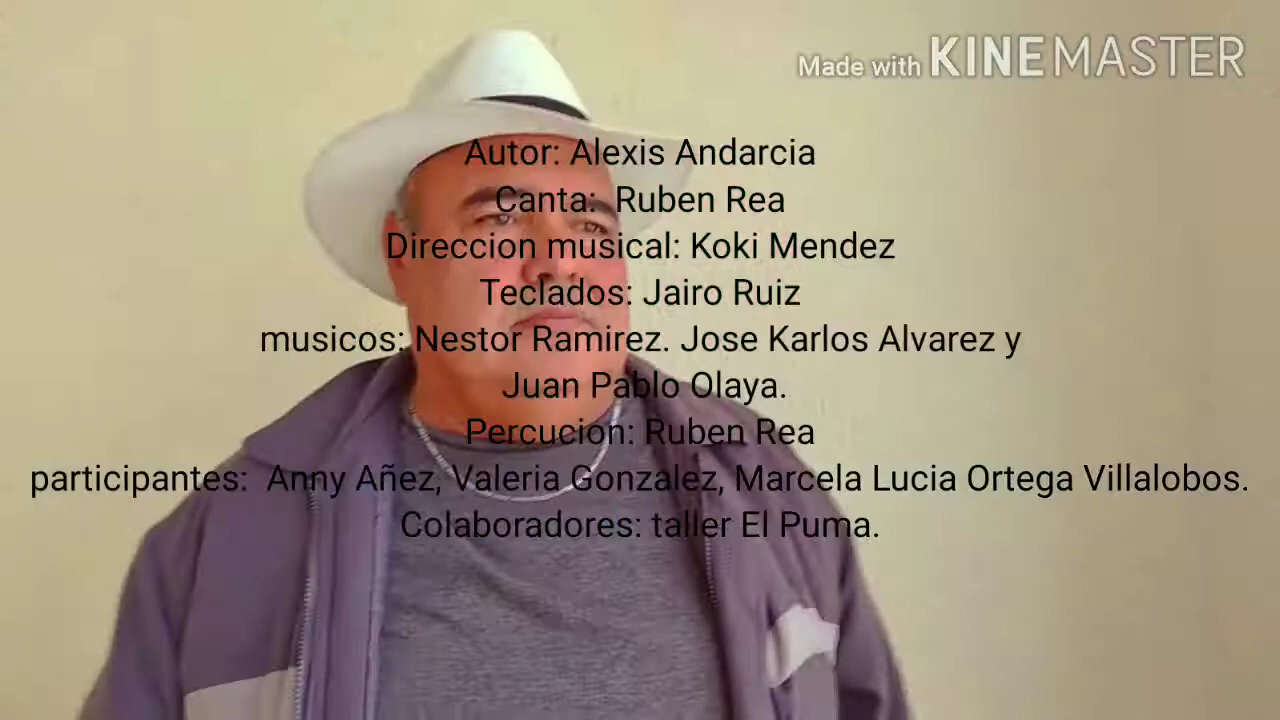 Made with KINEMASTER
Autor: Alexis Andarcia
Canta: Ruben Rea
Direccion musical: Koki Mendez
Teclados: Jairo Ruiz
musicos: Nestor Ramirez. Jose Karlos Alvarez y
Juan Pablo Olaya.
Percucion: Ruben Rea
participantes: Anny Añez, Valeria Gonzalez, Marcela Lucia Ortega Villalobos.
Colaboradores: taller El Puma.